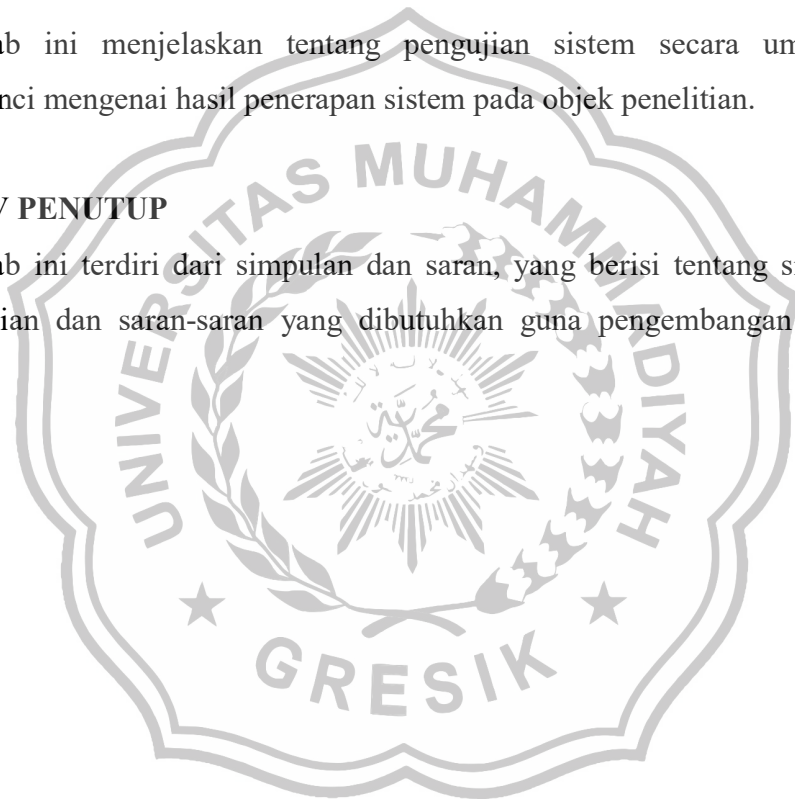 ab ini menjelaskan tentang pengujian sistem secara um
nci mengenai hasil penerapan sistem pada objek penelitian.
V PENUTUP
ab ini terdiri dari simpulan dan saran, yang berisi tentang si
ian dan saran-saran yang dibutuhkan guna pengembangan
UNIVERSITAS MUHAMMADIYAH
GRESIK